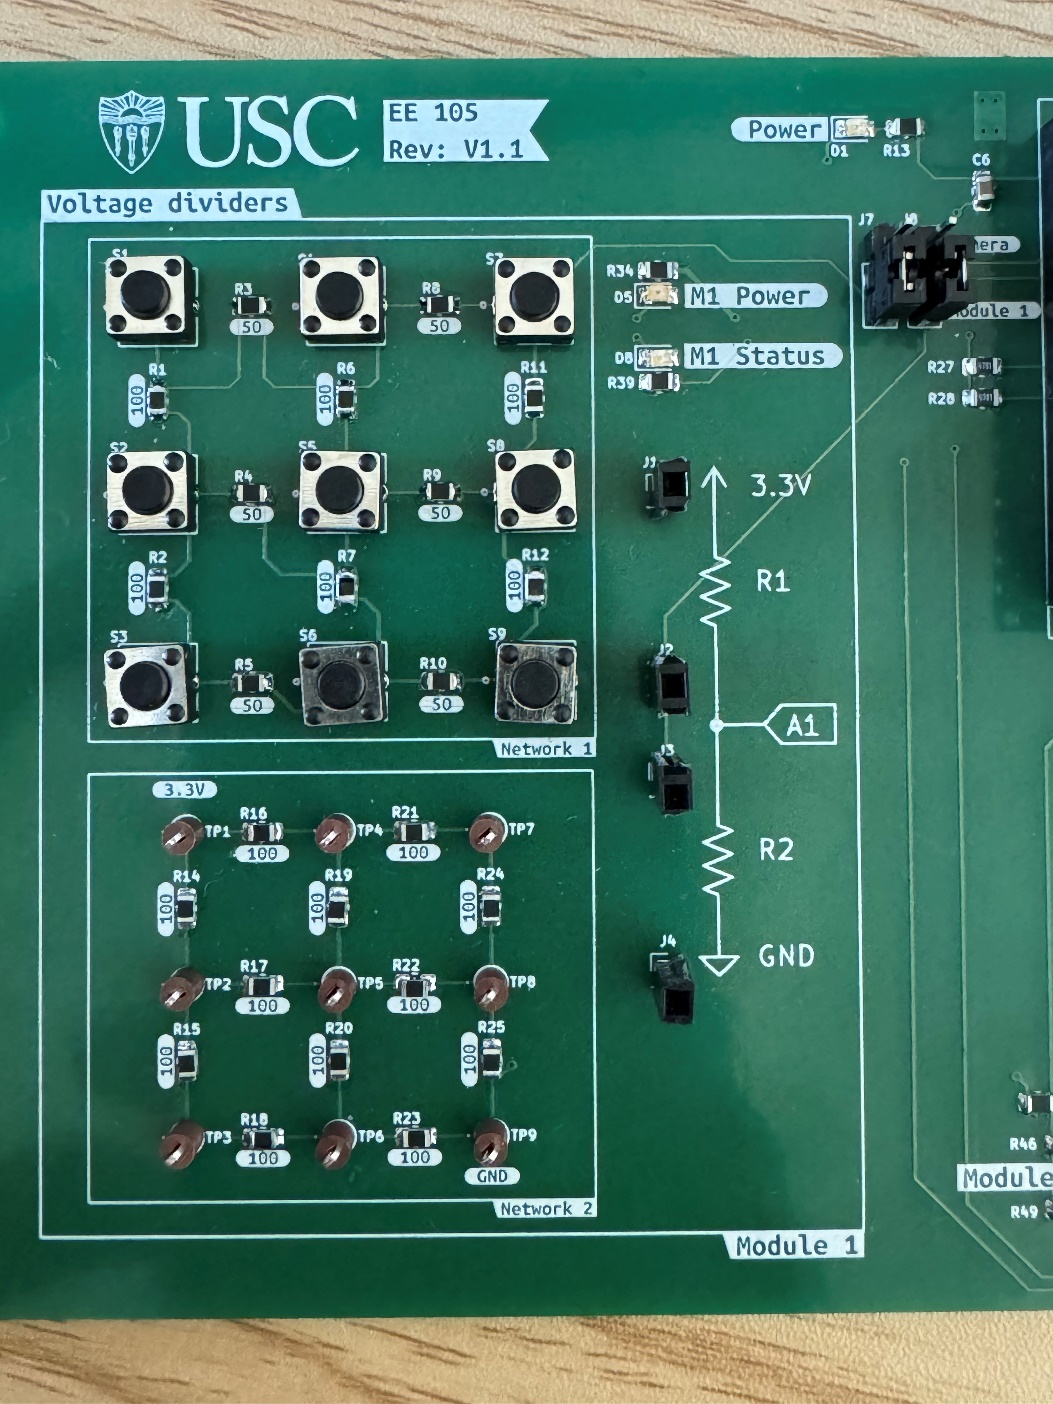 USC
EE 105
Rev: V1.1
Power
D1
R13
C6
Voltage dividers
J7
S1
R3
50
R8
50
S7
R34
D5
M1 Power
D8
M1 Status
R39
R27
R28
R1
100
R6
100
R11
100
S2
R4
50
S5
R9
50
S8
J1
3.3V
R1
R2
100
R7
100
R12
100
S3
R5
50
S6
R10
50
S9
J2
A1
J3
Network 1
3.3V
TP1
R16
100
TP4
R21
100
TP7
R2
R14
100
R19
100
R24
100
J4
GND
TP2
R17
100
TP5
R22
100
TP8
R15
100
R20
100
R25
100
TP3
R18
100
TP6
R23
100
TP9
GND
Network 2
R46
Module
R49
Module 1